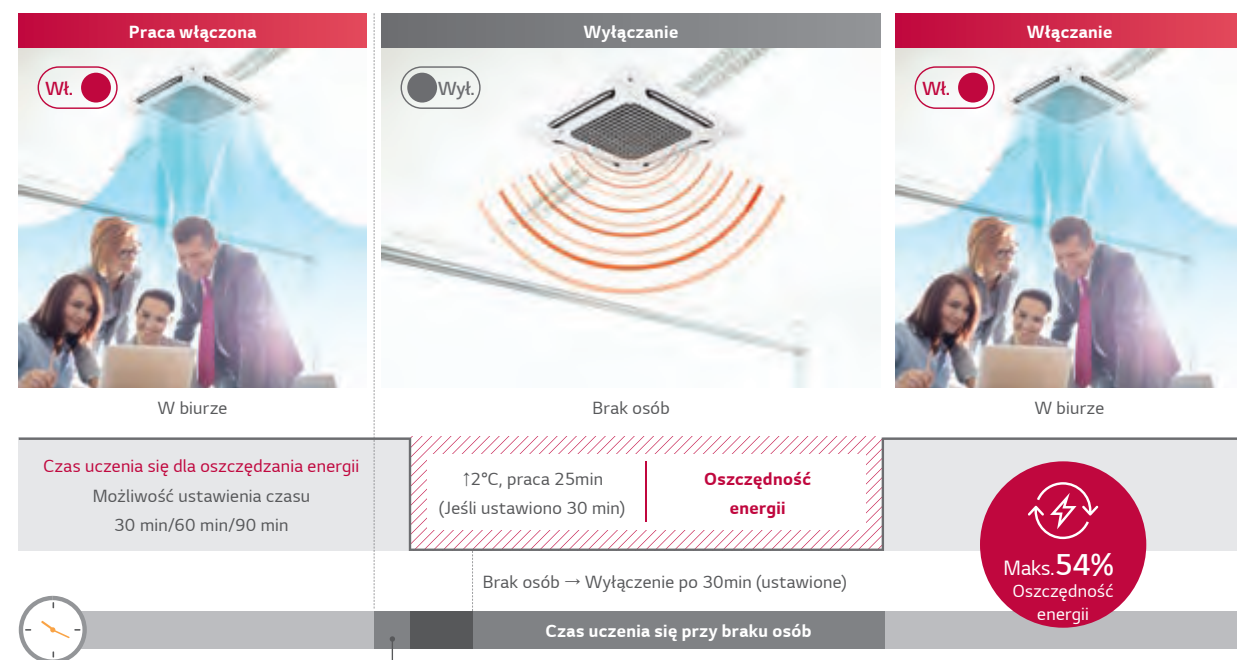 Praca włączona
Wyłączanie
Włączanie
Wł.
Wył.
Wł.
W biurze
Brak osób
W biurze
Czas uczenia się dla oszczędzania energii
Możliwość ustawienia czasu
30 min/60 min/90 min
↑2°C, praca 25min
(Jeśli ustawiono 30 min)
Oszczędność
energii
Maks.54%
Oszczędność
energii
Brak osób → Wyłączenie po 30min (ustawione)
Czas uczenia się przy braku osób